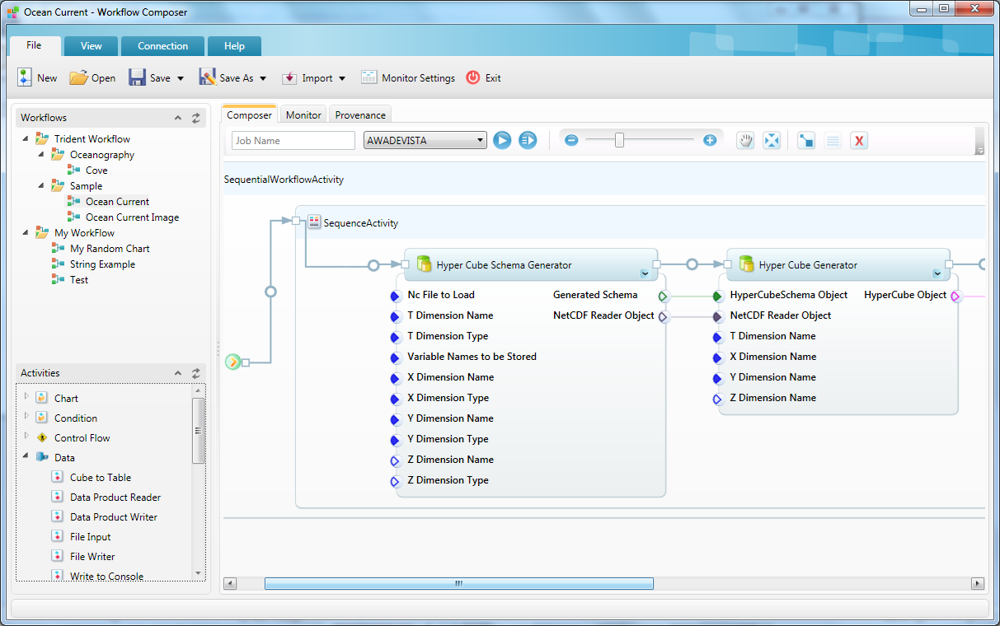 Ocean Current - Workflow Composer
File View Connection Help
New Open Save Save As Import Monitor Settings Exit
Workflows
Trident Workflow
Oceanography
Cove
Sample
Ocean Current
Ocean Current Image
My WorkFlow
My Random Chart
String Example
Test
Activities
Chart
Condition
Control Flow
Data
Cube to Table
Data Product Reader
Data Product Writer
File Input
File Writer
Write to Console
Composer Monitor Provenance
Job Name AWADEVISTA X
SequentialWorkflowActivity
SequenceActivity
Hyper Cube Schema Generator
Nc File to Load Generated Schema
T Dimension Name NetCDF Reader Object
T Dimension Type
Variable Names to be Stored
X Dimension Name
X Dimension Type
Y Dimension Name
Y Dimension Type
Z Dimension Name
Z Dimension Type
Hyper Cube Generator
HyperCubeSchema Object HyperCube Object
NetCDF Reader Object
T Dimension Name
X Dimension Name
Y Dimension Name
Z Dimension Name